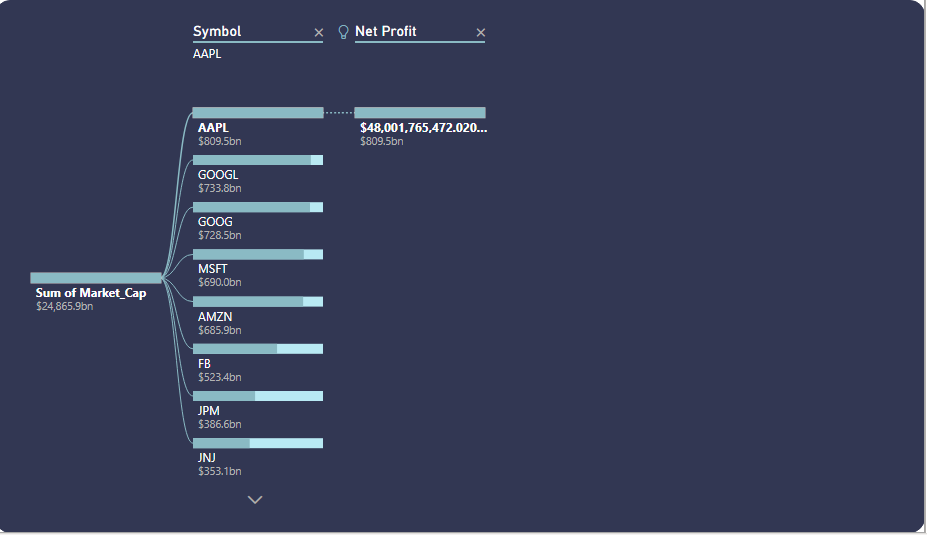 Symbol
Net Profit
AAPL
AAPL
$809.5bn
$48,001,765,472.020...
$809.5bn
GOOGL
$733.8bn
GOOG
$728.5bn
MSFT
$690.0bn
Sum of Market_Cap
$24,865.9bn
AMZN
$685.9bn
FB
$523.4bn
JPM
$386.6bn
JNJ
$353.1bn